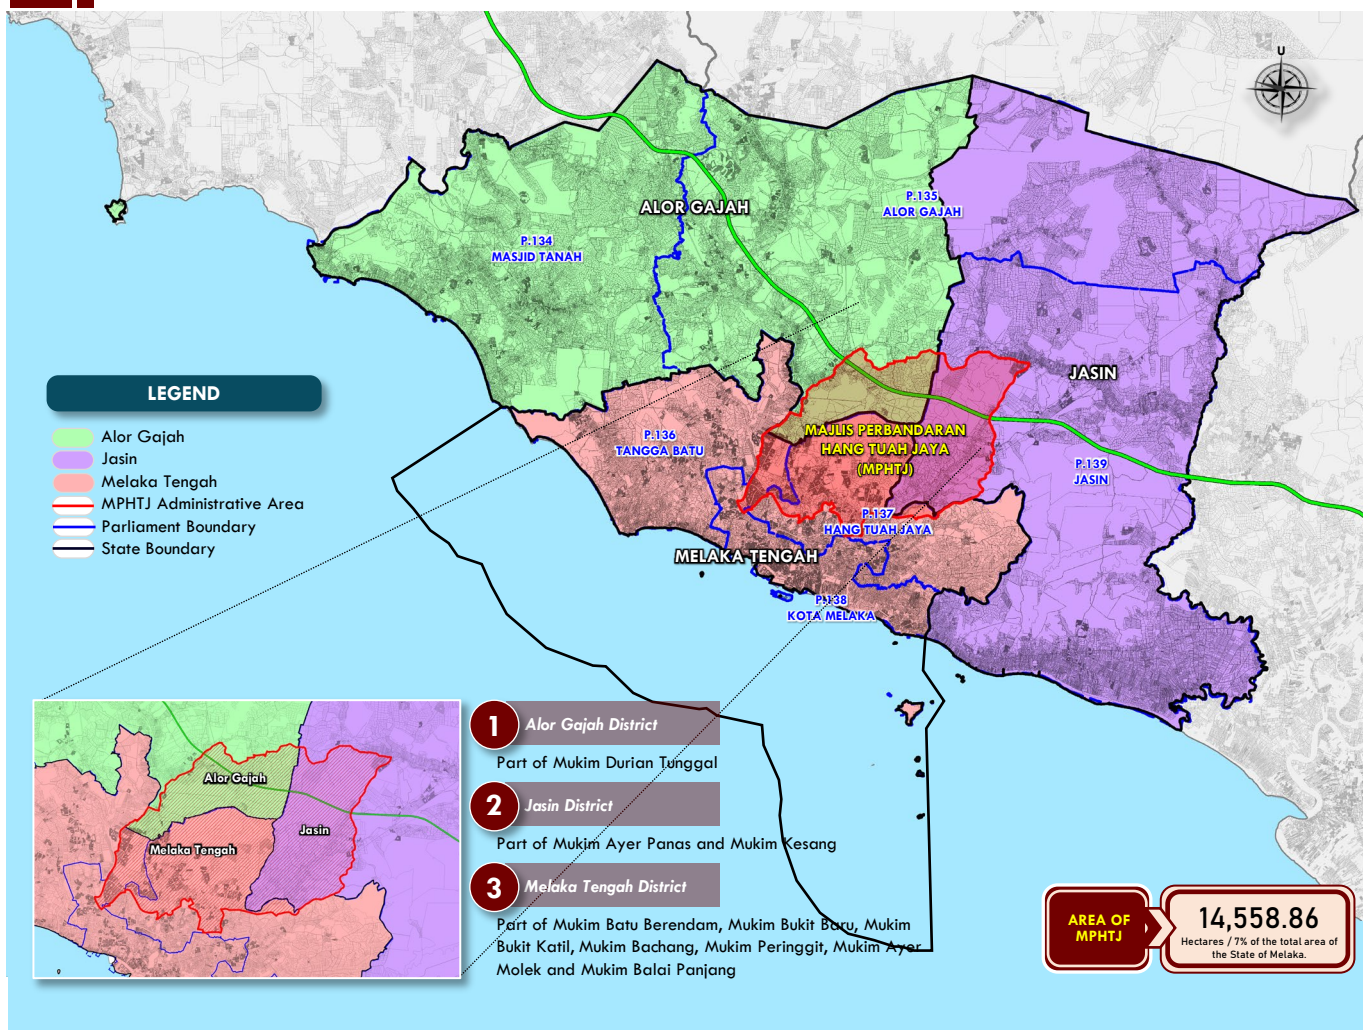 U
ALOR GAJAH
P.135
ALOR GAJAH
P.134
MASJID TANAH
JASIN
LEGEND
Alor Gajah
Jasin
Melaka Tengah
MPHTJ Administrative Area
Parliament Boundary
State Boundary
P.136
TANGGA BATU
MAJLIS PERBANDARAN
HANG TUAH JAYA
(MPHTJ)
P.139
JASIN
P.137
HANG TUAH JAYA
MELAKA TENGAH
P.138
KOTA MELAKA
Alor Gajah
Jasin
Melaka Tengah
1
Alor Gajah District
Part of Mukim Durian Tunggal
2
Jasin District
Part of Mukim Ayer Panas and Mukim Kesang
3
Melaka Tengah District
Part of Mukim Batu Berendam, Mukim Bukit Baru, Mukim
Bukit Katil, Mukim Bachang, Mukim Peringgit, Mukim Ayer
Molek and Mukim Balai Panjang
AREA OF
MPHTJ
14,558.86
Hectares / 7% of the total area of
the State of Melaka.